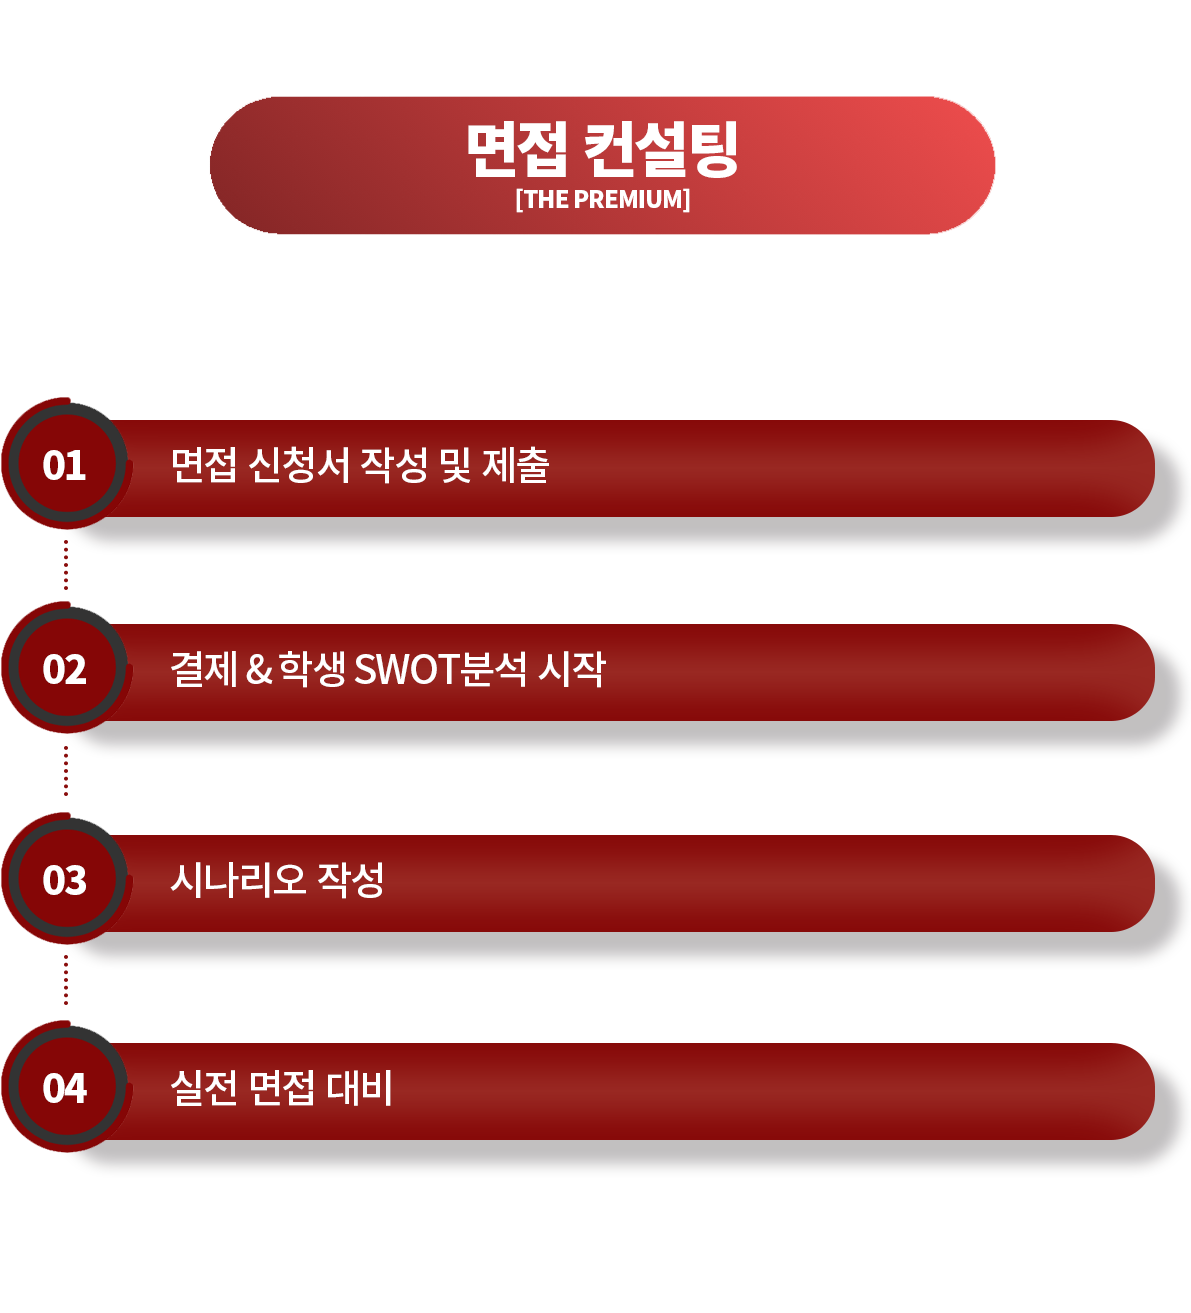 면접 컨설팅
[THE PREMIUM]
01
면접 신청서 작성 및 제출
02
결제 & 학생 SWOT분석 시작
03
시나리오 작성
04
실전 면접 대비